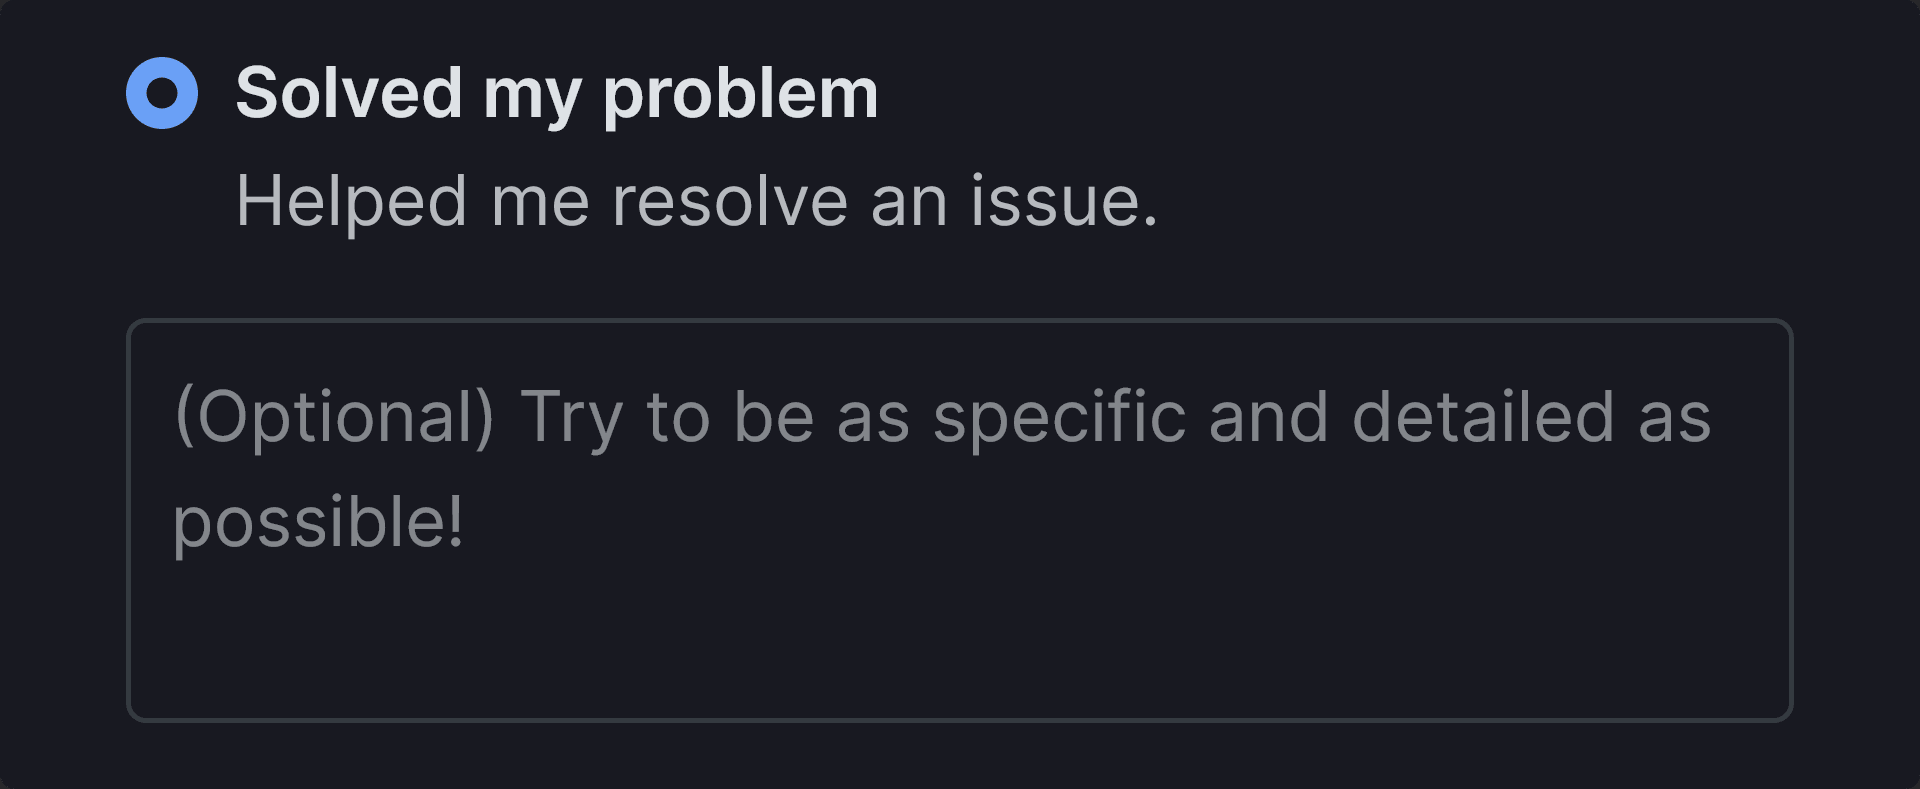 Solved my problem
Helped me resolve an issue.
(Optional) Try to be as specific and detailed as
possible!